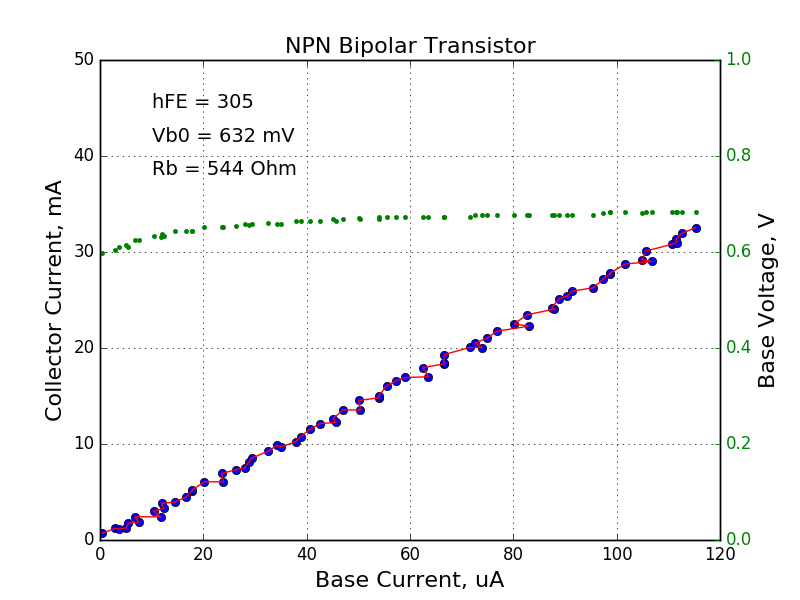 NPN Bipolar Transistor
hFE = 305
Vb0 = 632 mV
Rb = 544 Ohm
Collector Current, mA
50
40
30
20
10
0
Base Voltage, V
1.0
0.8
0.6
0.4
0.2
0.0
0 20 40 60 80 100 120
Base Current, uA